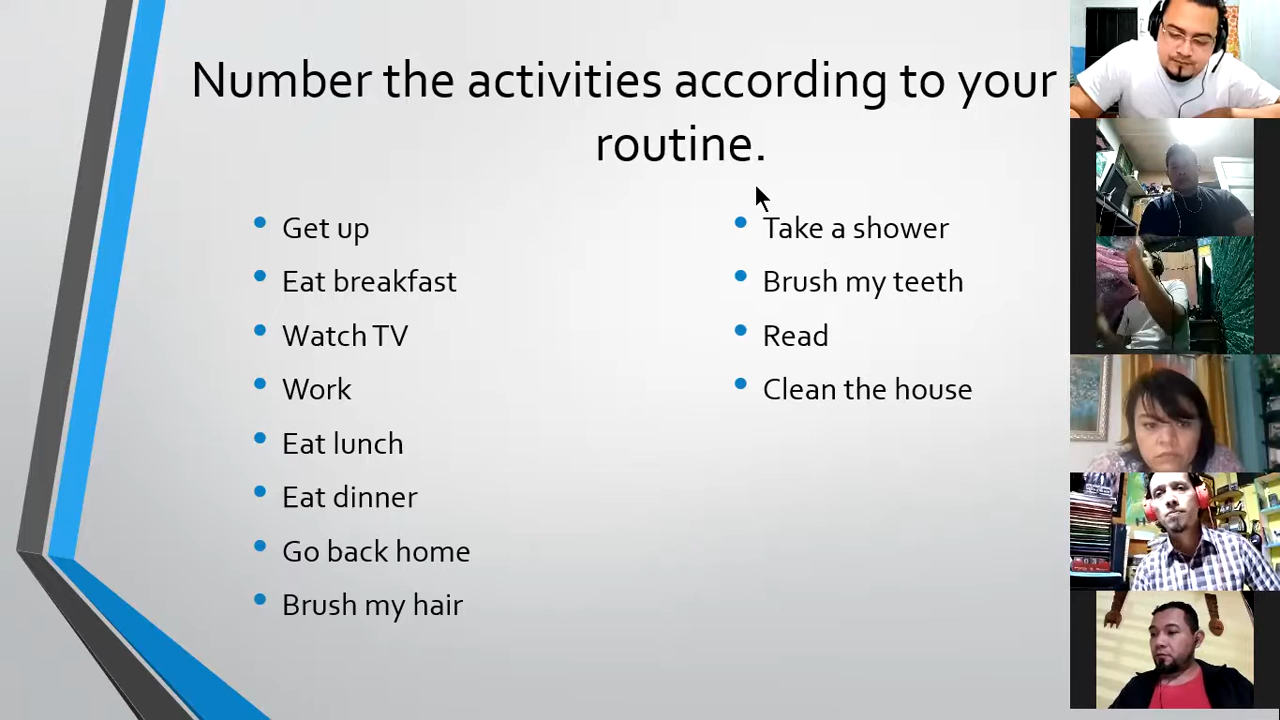 Number the activities according to your
routine.
Get up
Eat breakfast
Watch TV
Work
Eat lunch
Eat dinner
Go back home
Brush my hair
Take a shower
Brush my teeth
Read
Clean the house